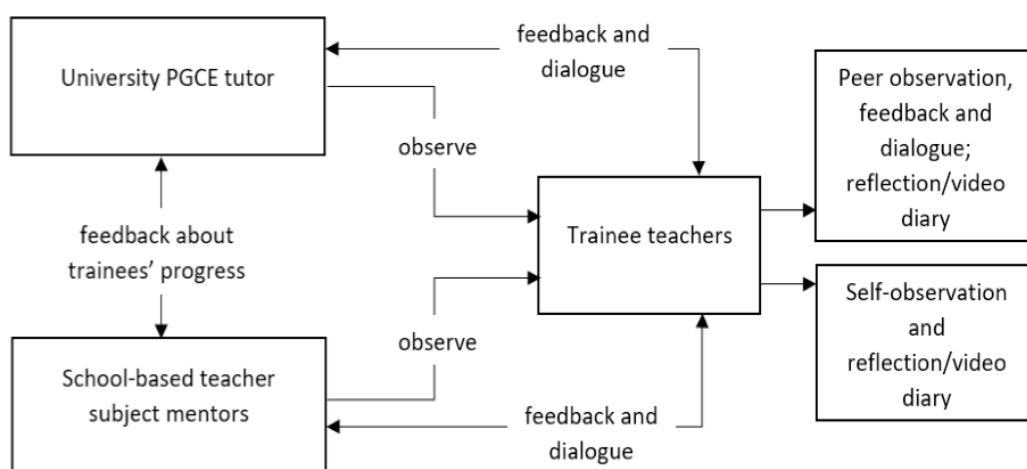 University PGCE tutor
feedback and
dialogue
observe
feedback about
trainees’ progress
School-based teacher
subject mentors
observe
feedback and
dialogue
Trainee teachers
Peer observation,
feedback and
dialogue;
reflection/video
diary
Self-observation
and
reflection/video
diary